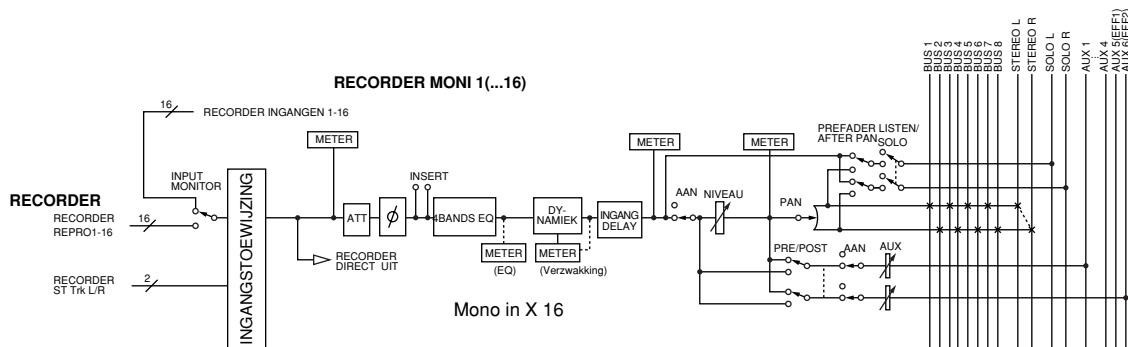 RECORDER MONI 1(...16)
16
RECORDER INGANGEN 1-16
INPUT
MONITOR
RECORDER
RECORDER
REPRO1-16
16
RECORDER
ST Trk L/R
2
INGANGSTOEWIJZING
METER
RECORDER
DIRECT UIT
ATT
ϕ
INSERT
4BANDS EQ
METER
(EQ)
DY-
NAMIEK
METER
(Verzwakking)
Mono in X 16
INGANG
DELAY
METER
AAN
NIVEAU
METER
PAN
PREFADER LISTEN/
AFTER PAN
SOLO
PRE/POST
AAN
AUX
BUS 1
BUS 2
BUS 3
BUS 4
BUS 5
BUS 6
BUS 7
BUS 8
STEREO L
STEREO R
SOLO L
SOLO R
AUX 1
...
AUX 4
AUX 5(EFF1)
AUX 6(EFF2)